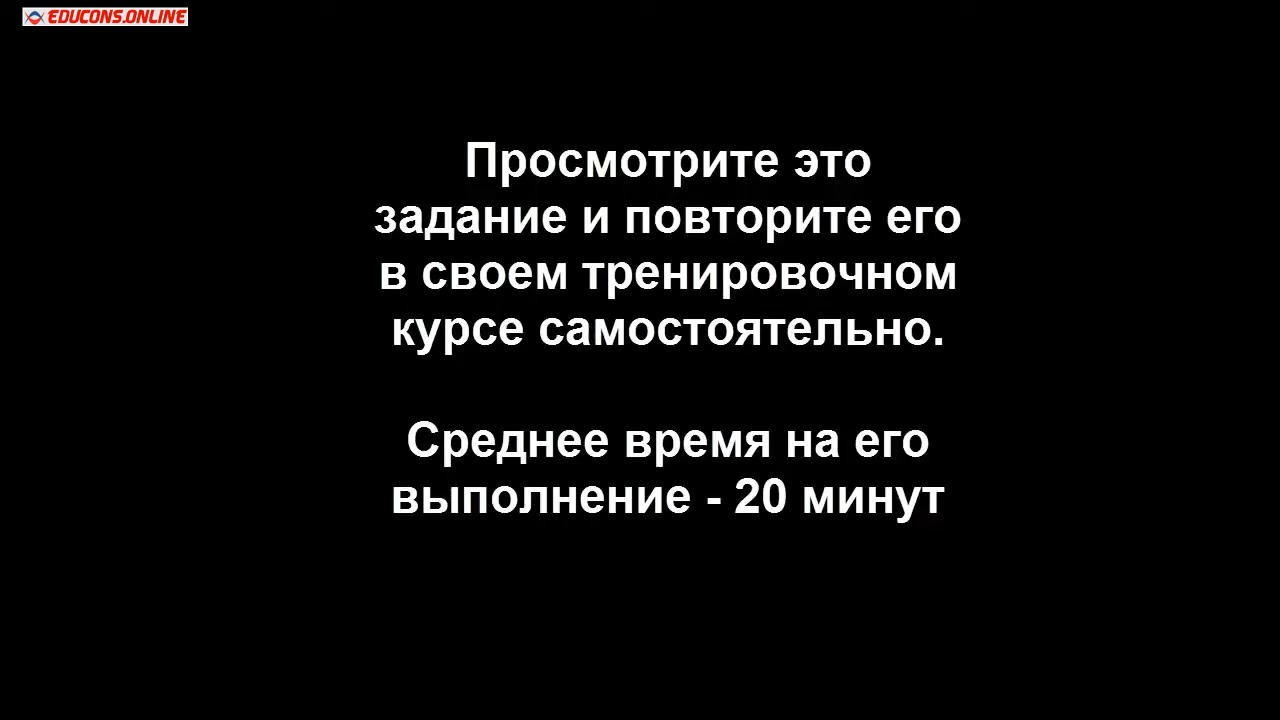 EDUCONS.ONLINE
Просмотрите это
задание и повторите его
в своем тренировочном
курсе самостоятельно.
Среднее время на его
выполнение - 20 минут